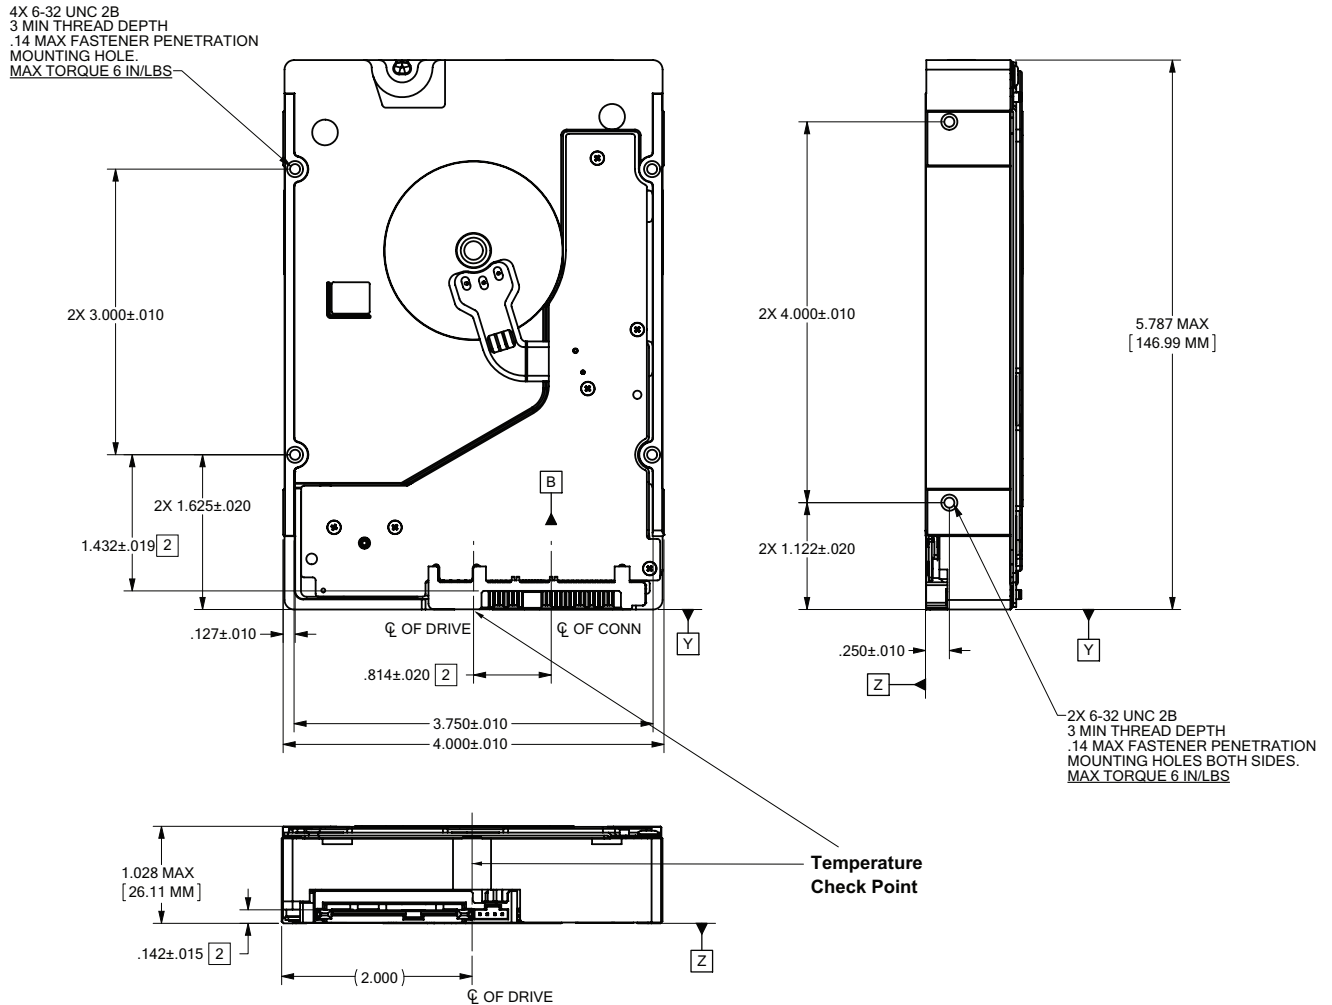 4X 6-32 UNC 2B
3 MIN THREAD DEPTH
.14 MAX FASTENER PENETRATION
MOUNTING HOLE.
MAX TORQUE 6 IN/LBS
2X 3.000±.010
2X 1.625±.020
1.432±.019 2
.127±.010
B
℄ OF DRIVE
℄ OF CONN
Y
.814±.020 2
3.750±.010
4.000±.010
2X 4.000±.010
5.787 MAX
[146.99 MM]
2X 1.122±.020
.250±.010
Y
Z
2X 6-32 UNC 2B
3 MIN THREAD DEPTH
.14 MAX FASTENER PENETRATION
MOUNTING HOLES BOTH SIDES.
MAX TORQUE 6 IN/LBS
1.028 MAX
[26.11 MM]
Temperature
Check Point
.142±.015 2
(2.000)
Z
℄ OF DRIVE